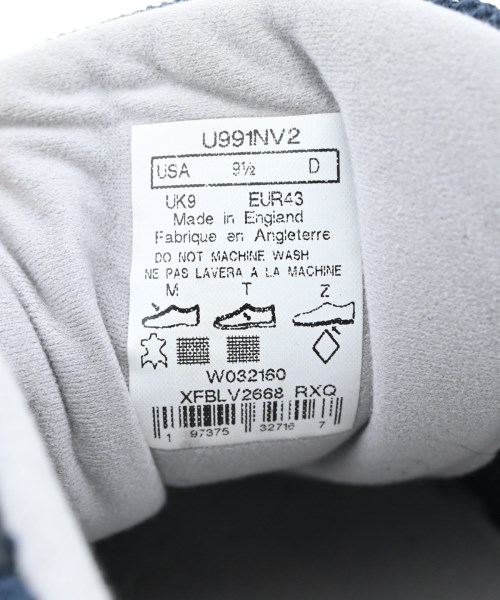 U991NV2
USA 9½ D
UK9 EUR43
Made in England
Fabrique en Angleterre
DO NOT MACHINE WASH
NE PAS LAVERA A LA MACHINE
M T Z
W032160
XFBLV2668 RXQ
1 97375 32716 7